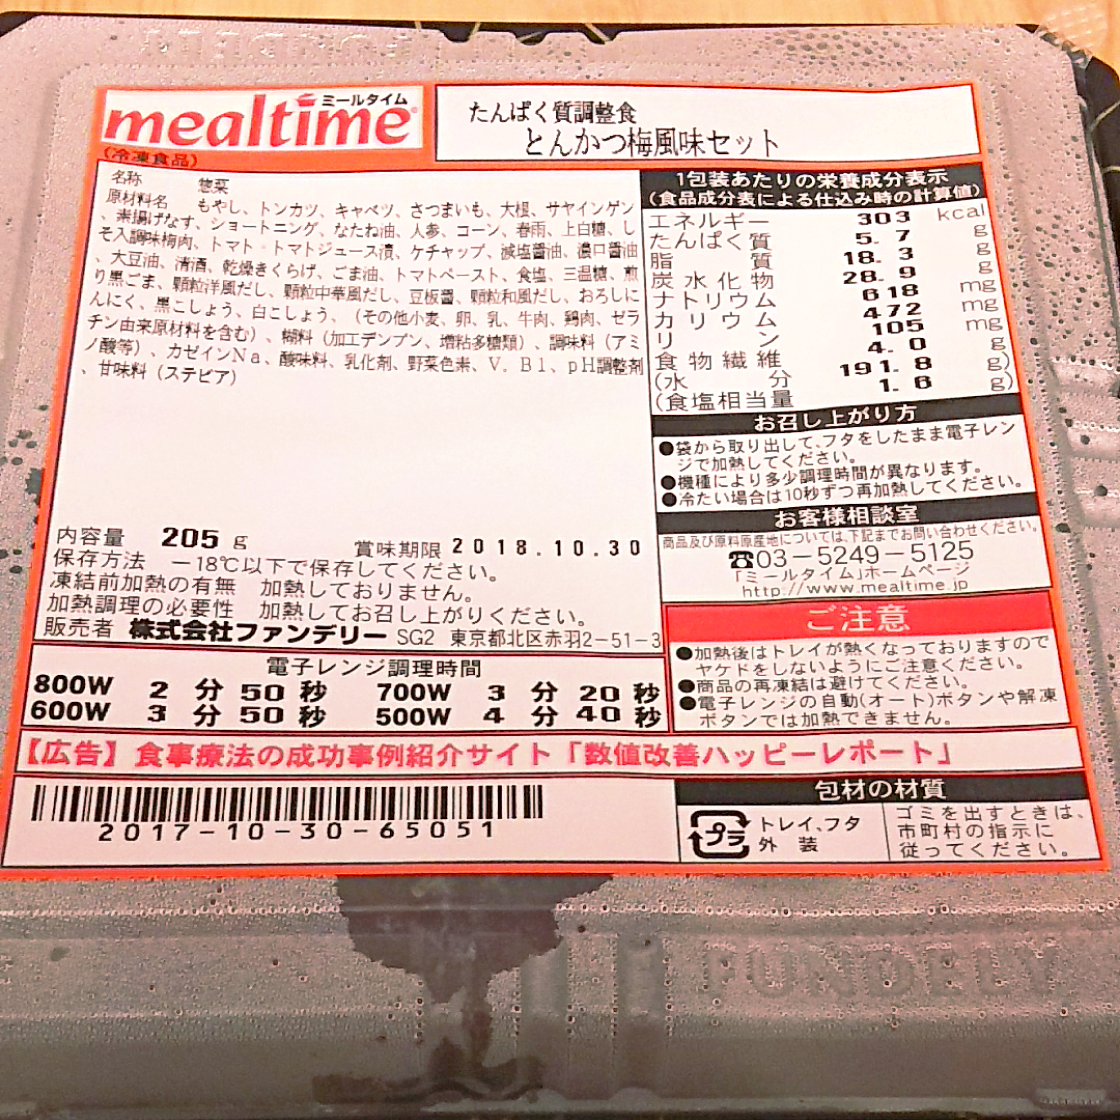 ミールタイム
mealtime
(冷凍食品)
たんぱく質調整食
とんかつ梅風味セット
名称 惣菜
原材料名 もやし、トンカツ、キャベツ、さつまいも、大根、サヤインゲン
、素揚げなす、ショートニング、なたね油、人参、コーン、春雨、上白糖、し
そ入調味梅肉、トマト・トマトジュース漬、ケチャップ、減塩醤油、濃口醤油
、大豆油、清酒、乾燥きくらげ、ごま油、トマトペースト、食塩、三温糖、煎
り黒ごま、顆粒洋風だし、顆粒中華風だし、豆板醤、顆粒和風だし、おろしに
んにく、黒こしょう、白こしょう、（その他小麦、卵、乳、牛肉、鶏肉、ゼラ
チン由来原材料を含む）、糊料（加工デンプン、増粘多糖類）、調味料（アミ
ノ酸等）、カゼインＮａ、酸味料、乳化剤、野菜色素、Ｖ．Ｂ１、ｐＨ調整剤
、甘味料（ステビア）
内容量 205 g
賞味期限 2018.10.30
保存方法 −18℃以下で保存してください。
凍結前加熱の有無 加熱しておりません。
加熱調理の必要性 加熱してお召し上がりください。
販売者 株式会社ファンデリー SG2 東京都北区赤羽2−51−3
電子レンジ調理時間
800W 2 分 50 秒 700W 3 分 20 秒
600W 3 分 50 秒 500W 4 分 40 秒
1包装あたりの栄養成分表示
(食品成分表による仕込み時の計算値)
エネルギー 303 kcal
たんぱく質 5.7 g
脂質 18.3 g
炭水化物 28.9 g
ナトリウム 618 mg
カリウム 472 mg
リン 105 mg
食物繊維 4.0 g
(水分 191.8 g)
(食塩相当量 1.6 g)
お召し上がり方
●袋から取り出して、フタをしたまま電子レン
ジで加熱してください。
●機種により多少調理時間が異なります。
●冷たい場合は10秒ずつ再加熱してください。
お客様相談室
商品及び原料原産地については、下記までお問い合わせください。
☎03−5249−5125
「ミールタイム」ホームページ
http://www.mealtime.jp
ご注意
●加熱後はトレイが熱くなっておりますので
ヤケドをしないようにご注意ください。
●商品の再凍結は避けてください。
●電子レンジの自動(オート)ボタンや解凍
ボタンでは加熱できません。
【広告】食事療法の成功事例紹介サイト「数値改善ハッピーレポート」
2017-10-30-65051
包材の材質
プラ
トレイ、フタ
外装
ゴミを出すときは、
市町村の指示に
従ってください。
FUNDELY